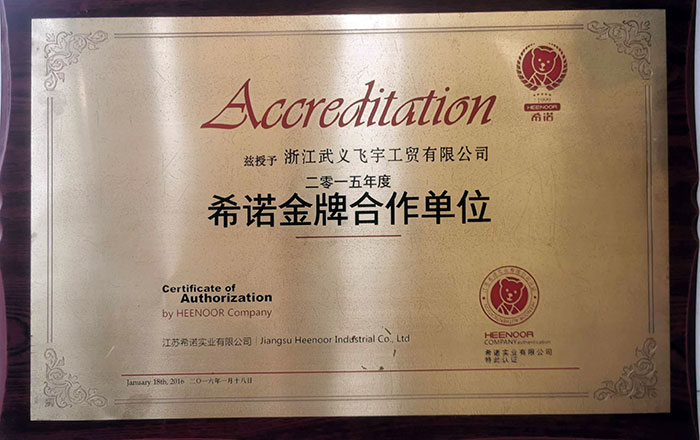 Accreditation
1999
HEENOOR
希诺
兹授予 浙江武义飞宇工贸有限公司
二零一五年度
希诺金牌合作单位
Certificate of
Authorization
by HEENOOR Company
江苏希诺实业有限公司 | Jiangsu Heenoor Industrial Co., Ltd
HEENOOR
COMPANY authentication
希诺实业有限公司
特此认证
January 18th, 2016 二〇一六年一月十八日